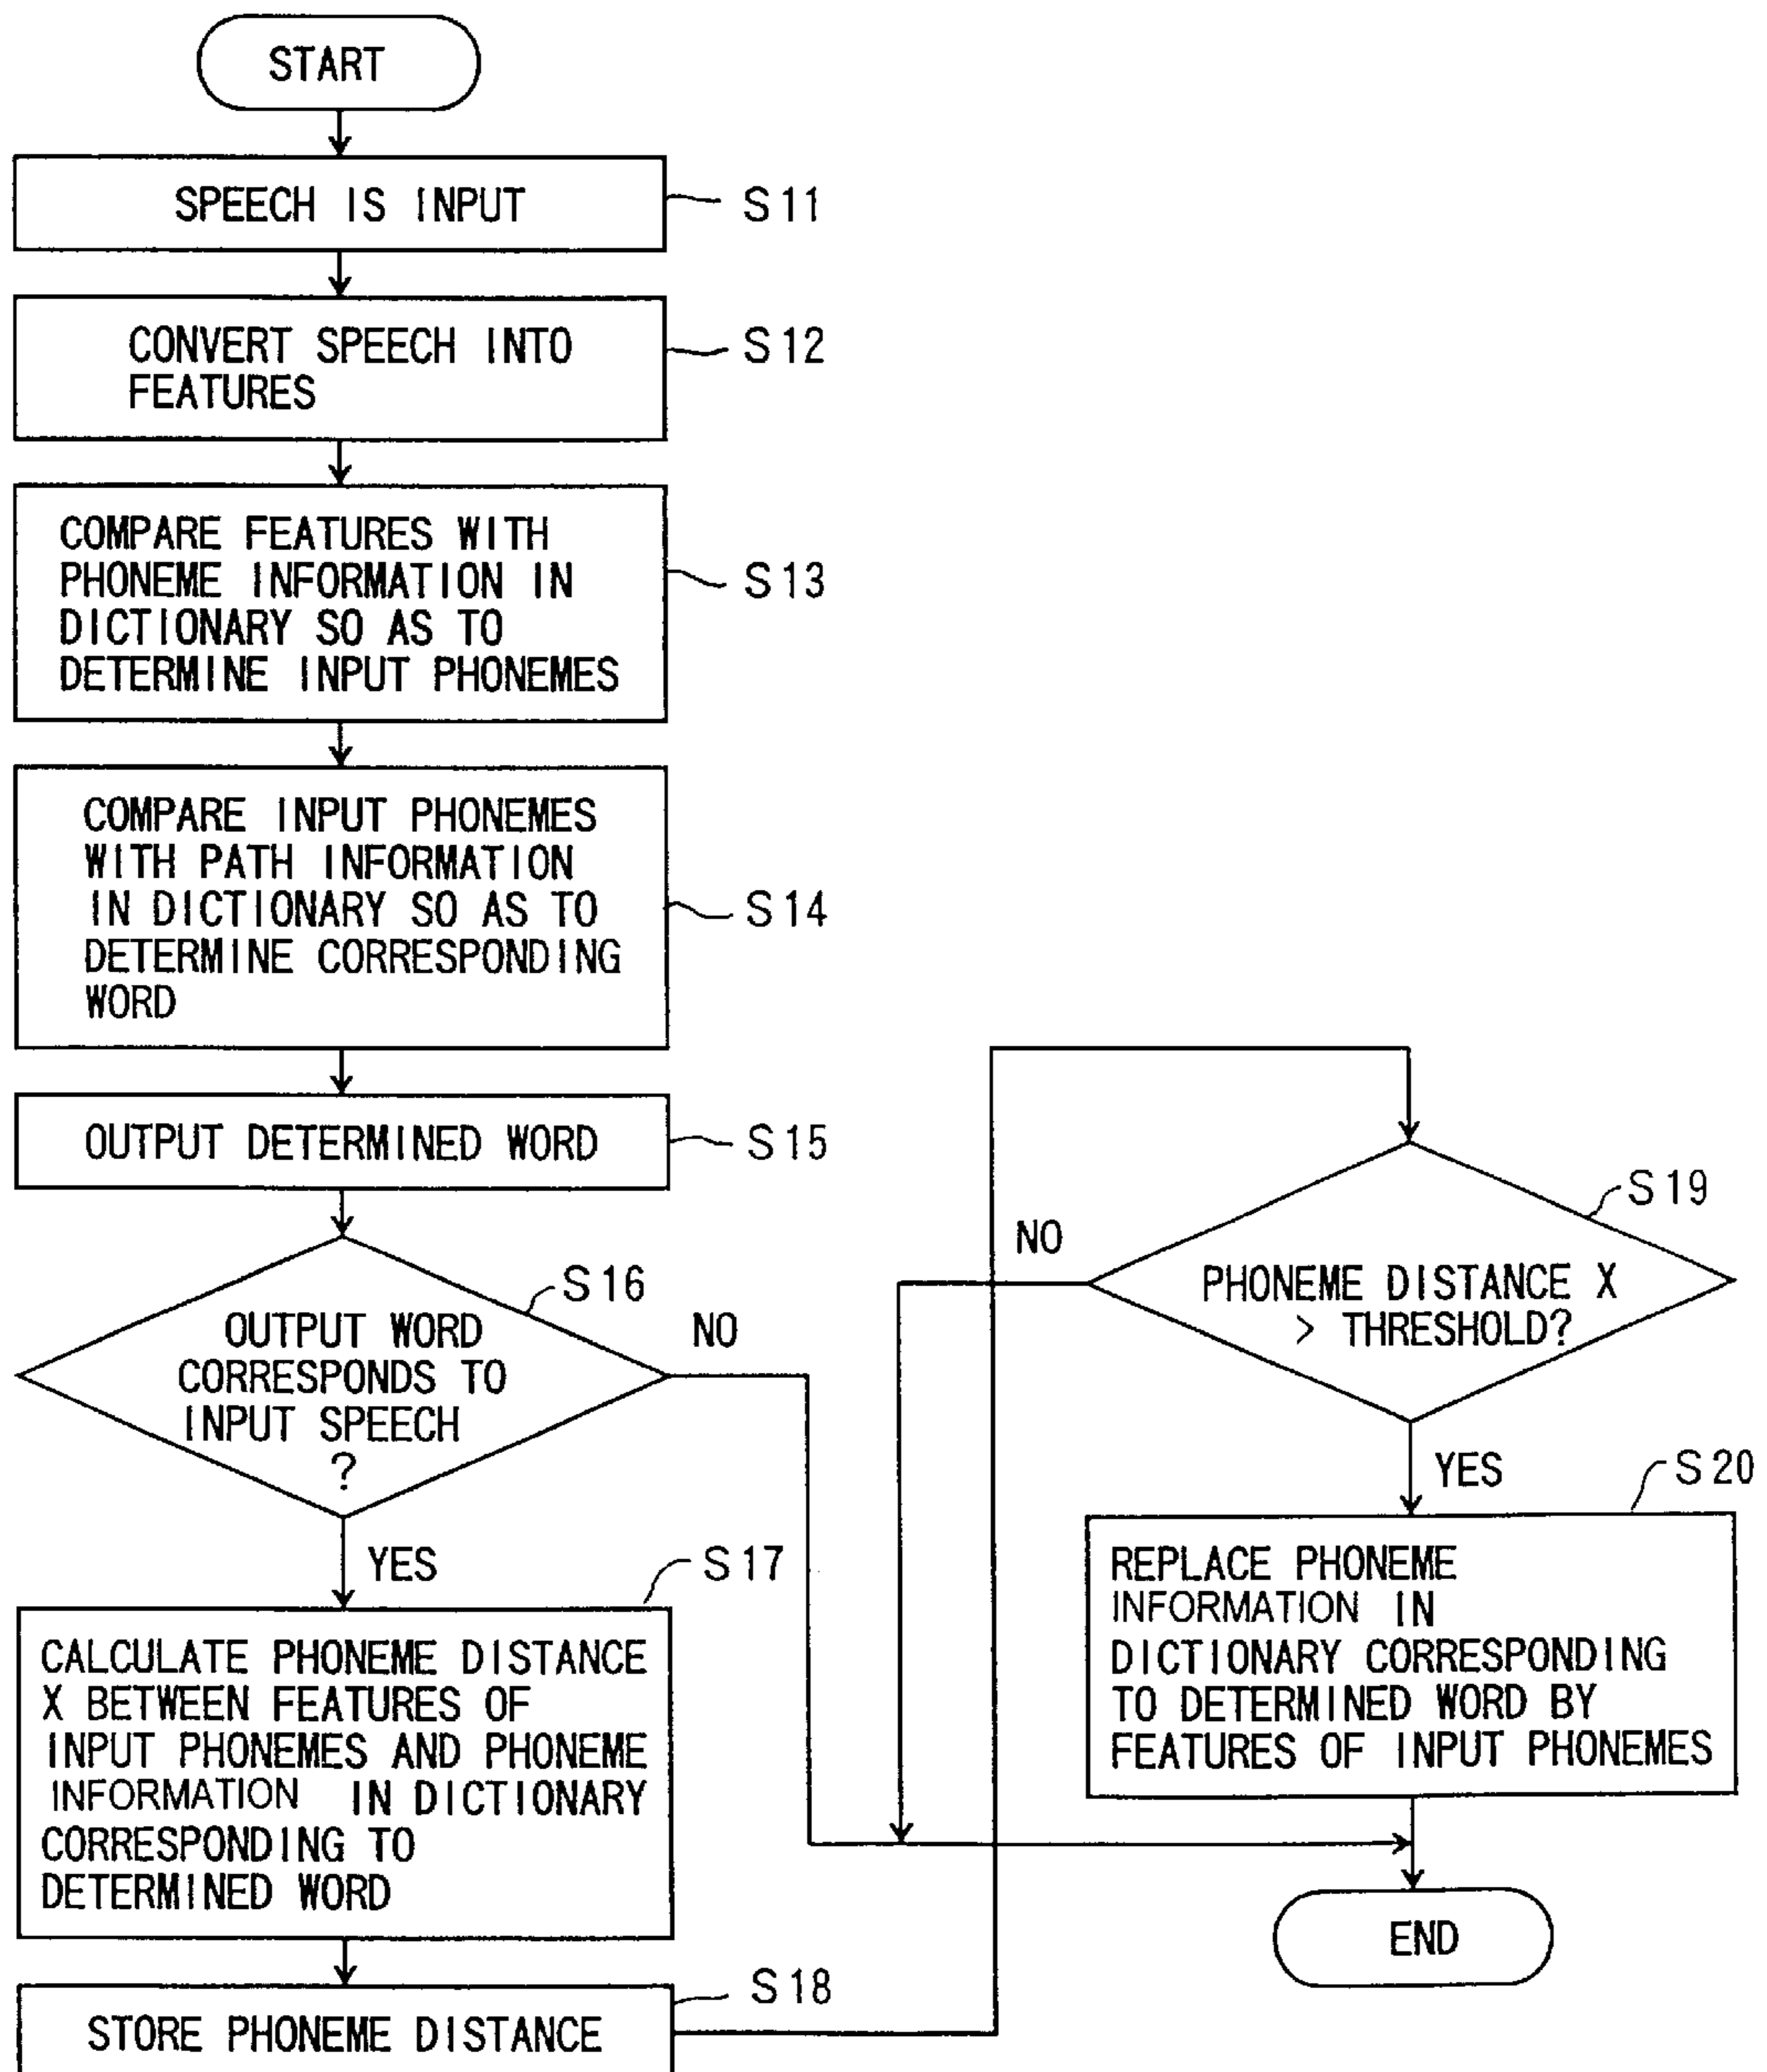 START
SPEECH IS INPUT
S11
CONVERT SPEECH INTO
FEATURES
S12
COMPARE FEATURES WITH
PHONEME INFORMATION IN
DICTIONARY SO AS TO
DETERMINE INPUT PHONEMES
S13
COMPARE INPUT PHONEMES
WITH PATH INFORMATION
IN DICTIONARY SO AS TO
DETERMINE CORRESPONDING
WORD
S14
OUTPUT DETERMINED WORD
S15
OUTPUT WORD
CORRESPONDS TO
INPUT SPEECH
?
S16
NO
YES
CALCULATE PHONEME DISTANCE
X BETWEEN FEATURES OF
INPUT PHONEMES AND PHONEME
INFORMATION IN DICTIONARY
CORRESPONDING TO
DETERMINED WORD
S17
STORE PHONEME DISTANCE
S18
PHONEME DISTANCE X
> THRESHOLD?
S19
NO
YES
REPLACE PHONEME
INFORMATION IN
DICTIONARY CORRESPONDING
TO DETERMINED WORD BY
FEATURES OF INPUT PHONEMES
S20
END